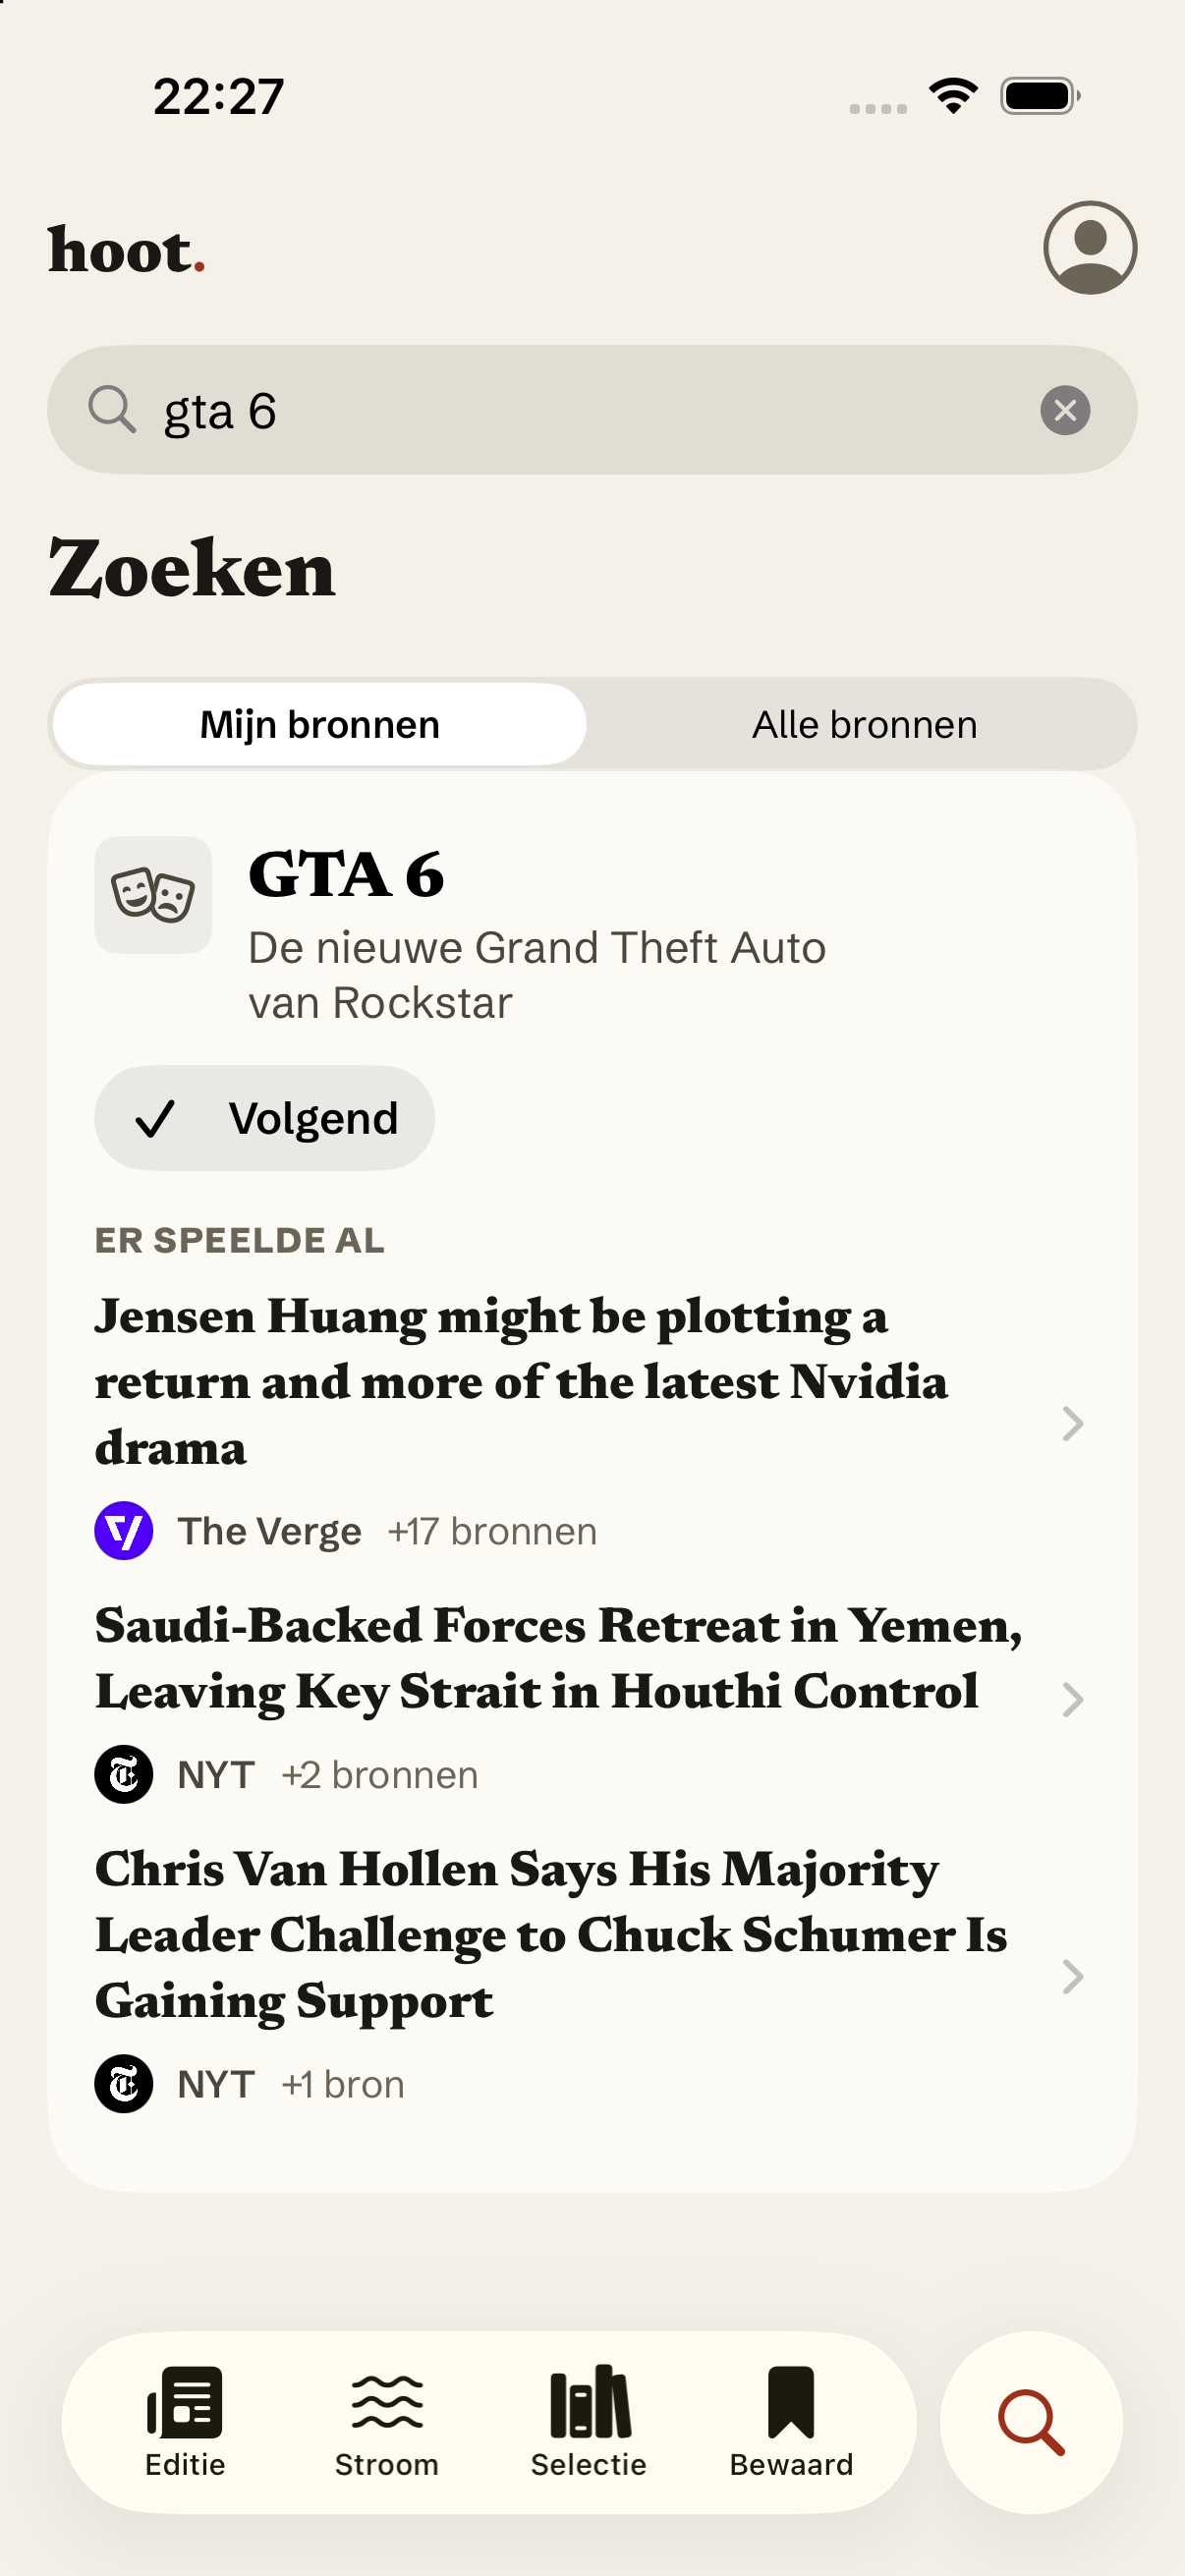 22:27
hoot.
gta 6
Zoeken
Mijn bronnen
Alle bronnen
GTA 6
De nieuwe Grand Theft Auto
van Rockstar
Volgend
ER SPEELDE AL
Jensen Huang might be plotting a
return and more of the latest Nvidia
drama
The Verge +17 bronnen
Saudi-Backed Forces Retreat in Yemen,
Leaving Key Strait in Houthi Control
NYT +2 bronnen
Chris Van Hollen Says His Majority
Leader Challenge to Chuck Schumer Is
Gaining Support
NYT +1 bron
Editie
Stroom
Selectie
Bewaard